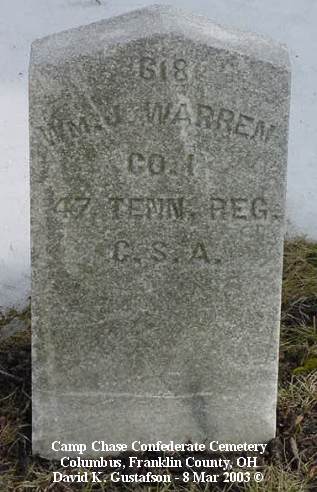 618
WM. J. WARREN
CO. I
47. TENN. REG.
C. S. A.
Camp Chase Confederate Cemetery
Columbus, Franklin County, OH
David K. Gustafson - 8 Mar 2003 ©